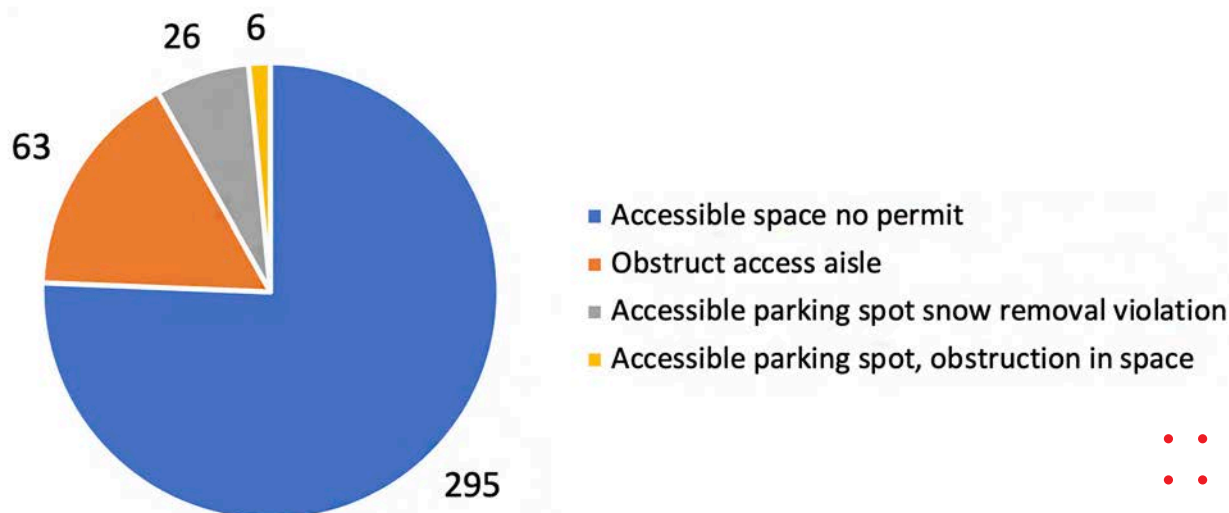 26
6
63
Accessible space no permit
Obstruct access aisle
Accessible parking spot snow removal violation
Accessible parking spot, obstruction in space
295